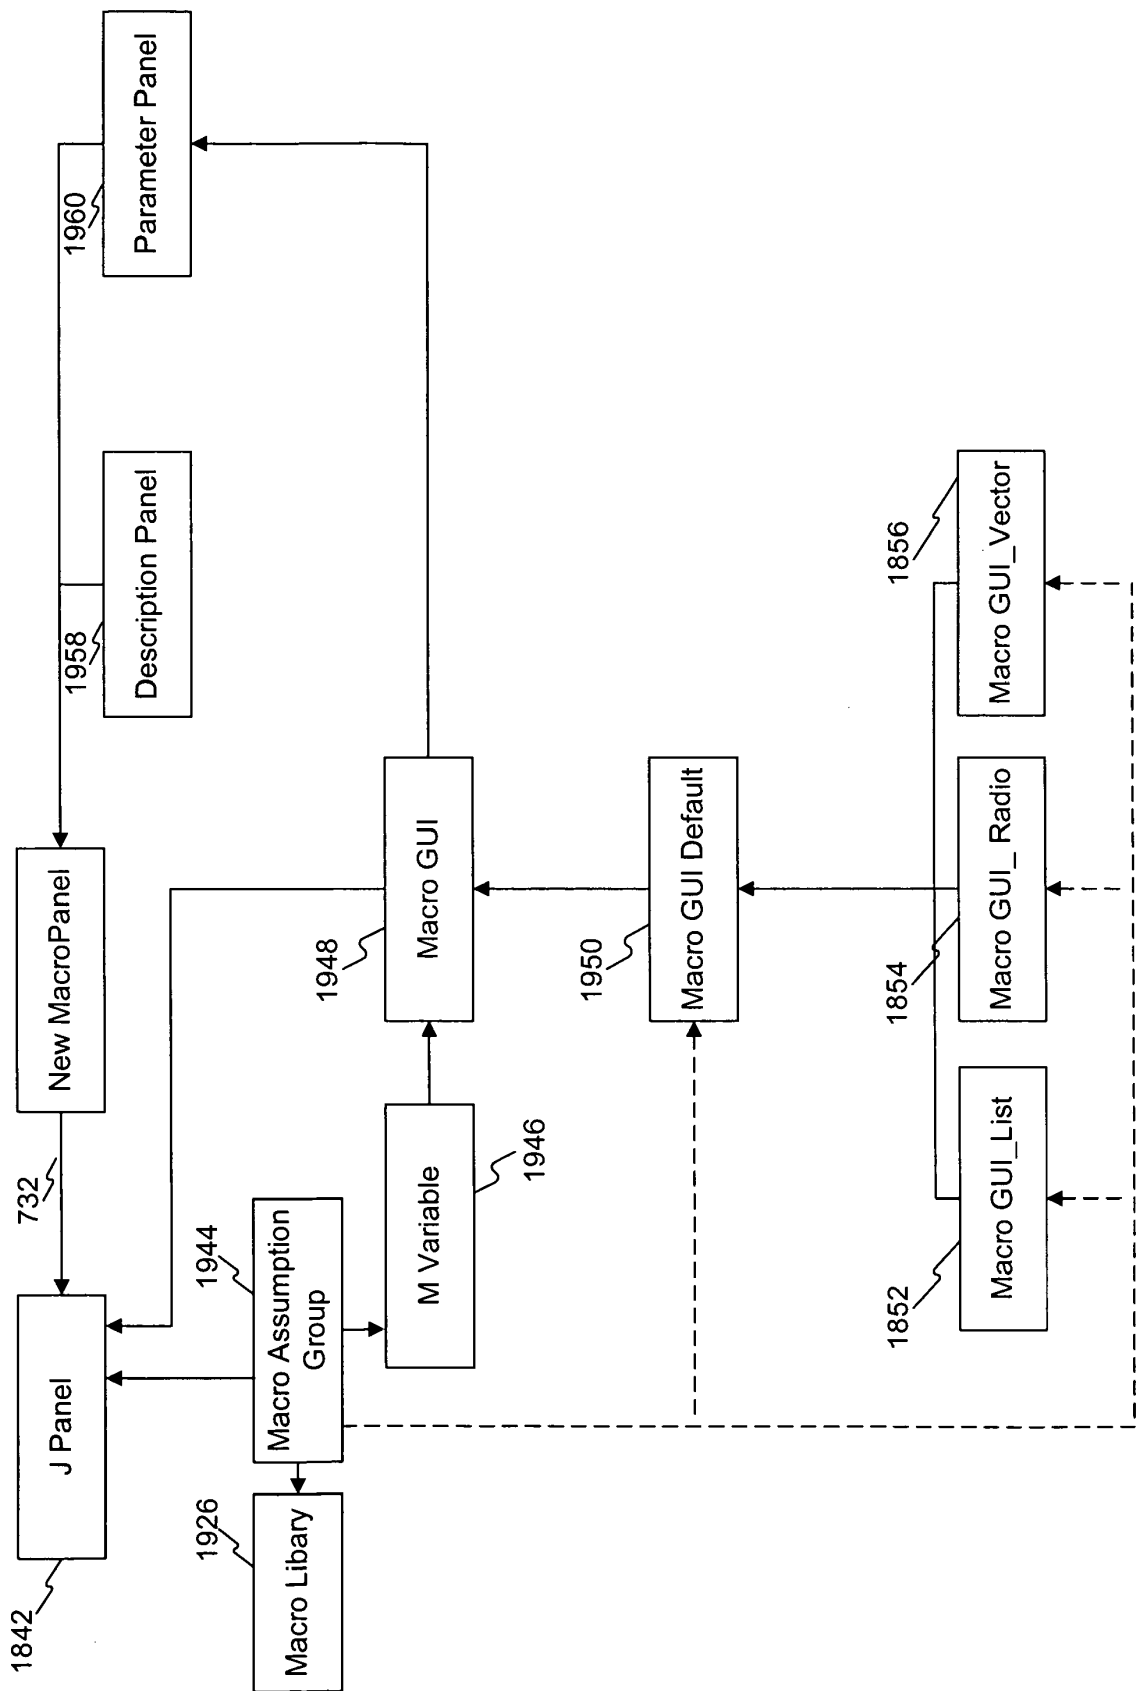 1842
J Panel
732
New MacroPanel
1958
Description Panel
1960
Parameter Panel
1926
Macro Libary
1944
Macro Assumption
Group
1946
M Variable
1948
Macro GUI
1950
Macro GUI Default
1852
Macro GUI_List
1854
Macro GUI_ Radio
1856
Macro GUI_Vector